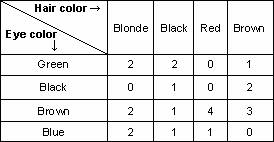 Hair color →
Eye color ↓
Blonde Black Red Brown
Green 2 2 0 1
Black 0 1 0 2
Brown 2 1 4 3
Blue 2 1 1 0